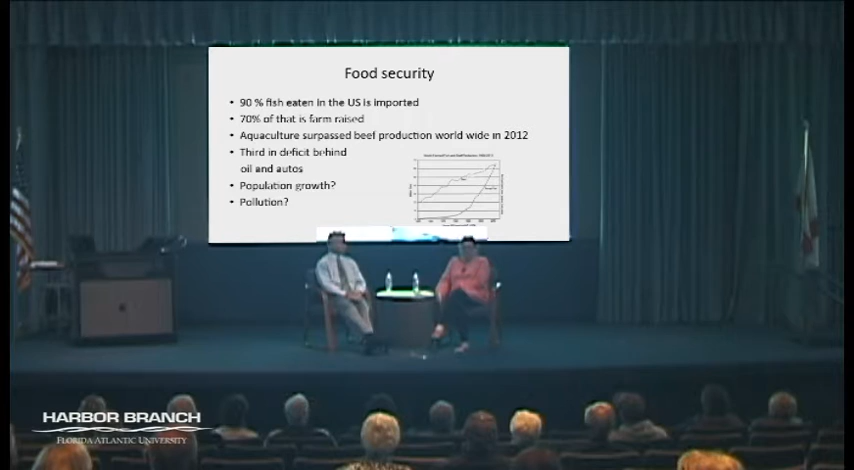 Food security
• 90 % fish eaten in the US is imported
• 70% of that is farm raised
• Aquaculture surpassed beef production world wide in 2012
• Third in deficit behind
oil and autos
• Population growth?
• Pollution?
HARBOR BRANCH
FLORIDA ATLANTIC UNIVERSITY